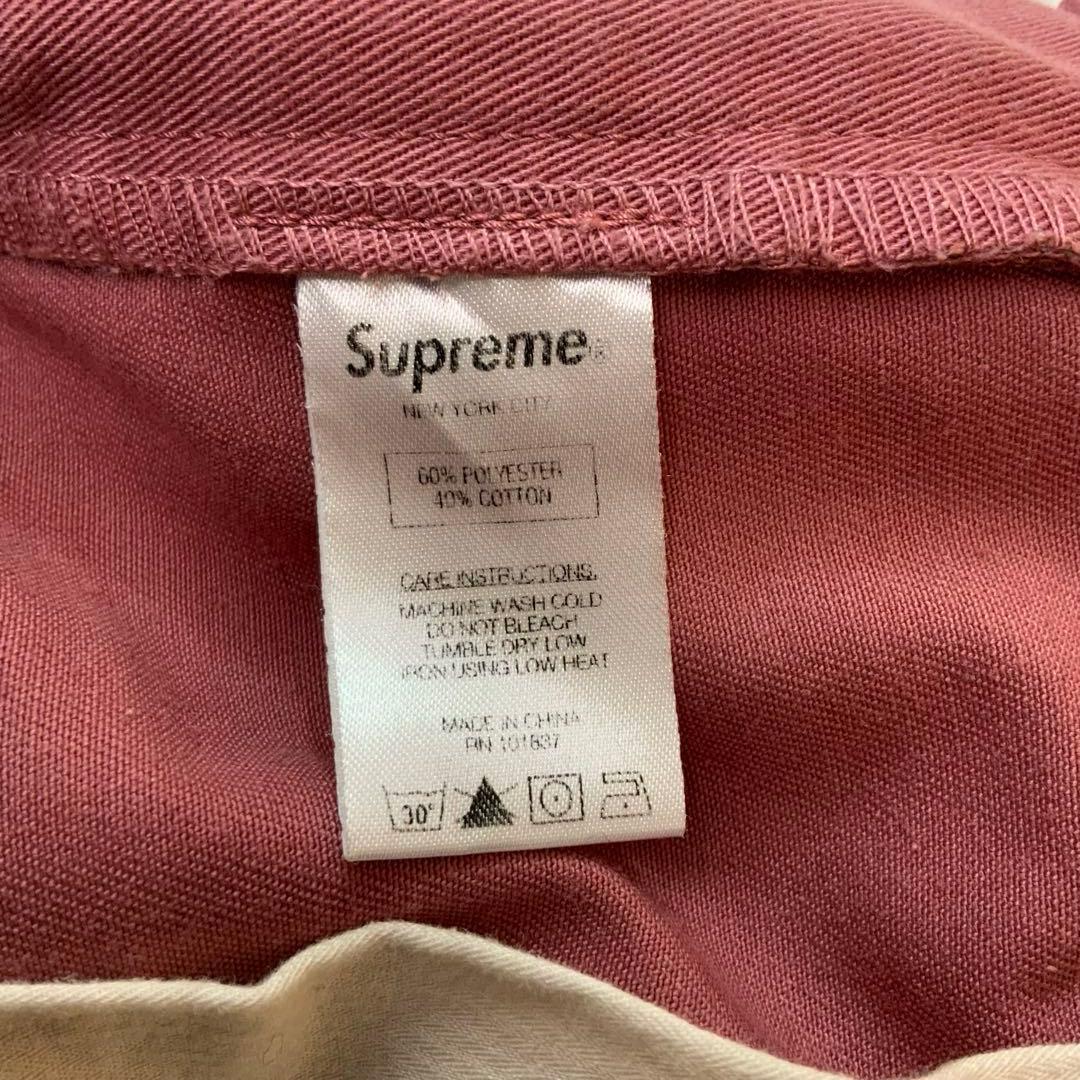 Supreme®
NEW YORK CITY
60% POLYESTER
40% COTTON
CARE INSTRUCTIONS.
MACHINE WASH COLD
DO NOT BLEACH
TUMBLE DRY LOW
IRON USING LOW HEAT
MADE IN CHINA
RN 101837
30°